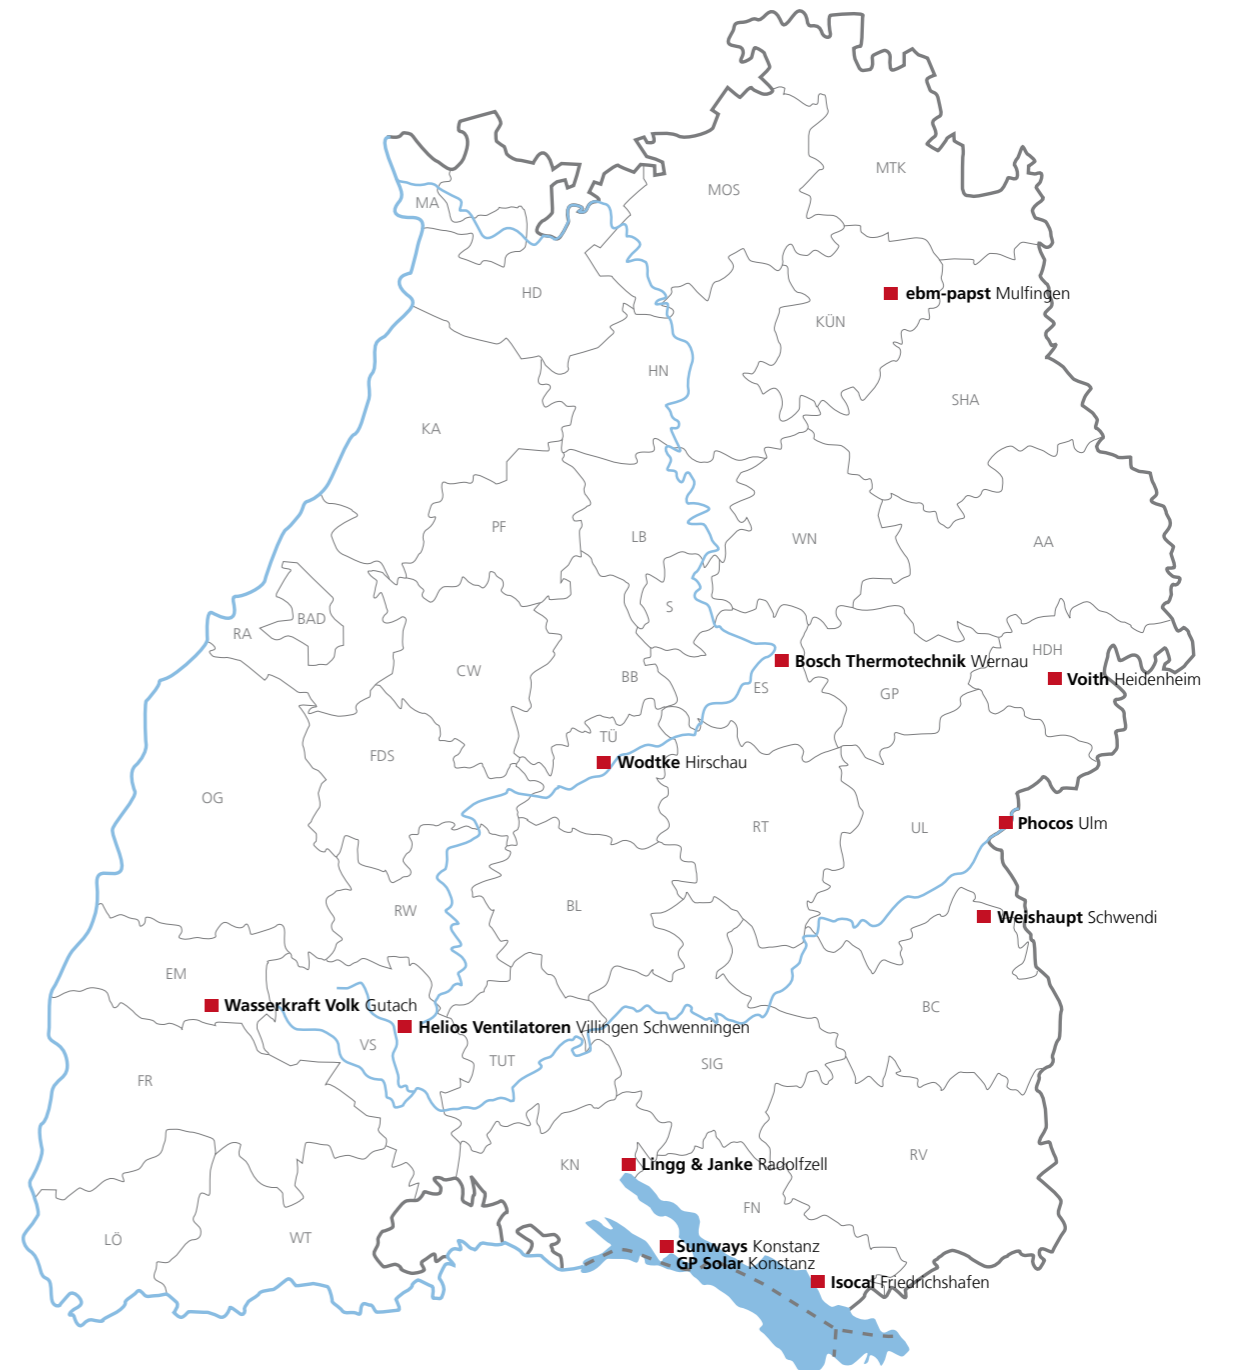 MTK
MOS
MA
HD
ebm-papst Mulfingen
KÜN
HN
SHA
KA
PF
LB
WN
AA
S
BAD
RA
HDH
Bosch Thermotechnik Wernau
CW
BB
ES
Voith Heidenheim
GP
TÜ
FDS
Wodtke Hirschau
OG
RT
UL
Phocos Ulm
RW
BL
Weishaupt Schwendi
EM
Wasserkraft Volk Gutach
BC
Helios Ventilatoren Villingen Schwenningen
VS
TUT
SIG
FR
KN
Lingg & Janke Radolfzell
RV
FN
LÖ
WT
Sunways Konstanz
GP Solar Konstanz
Isocal Friedrichshafen